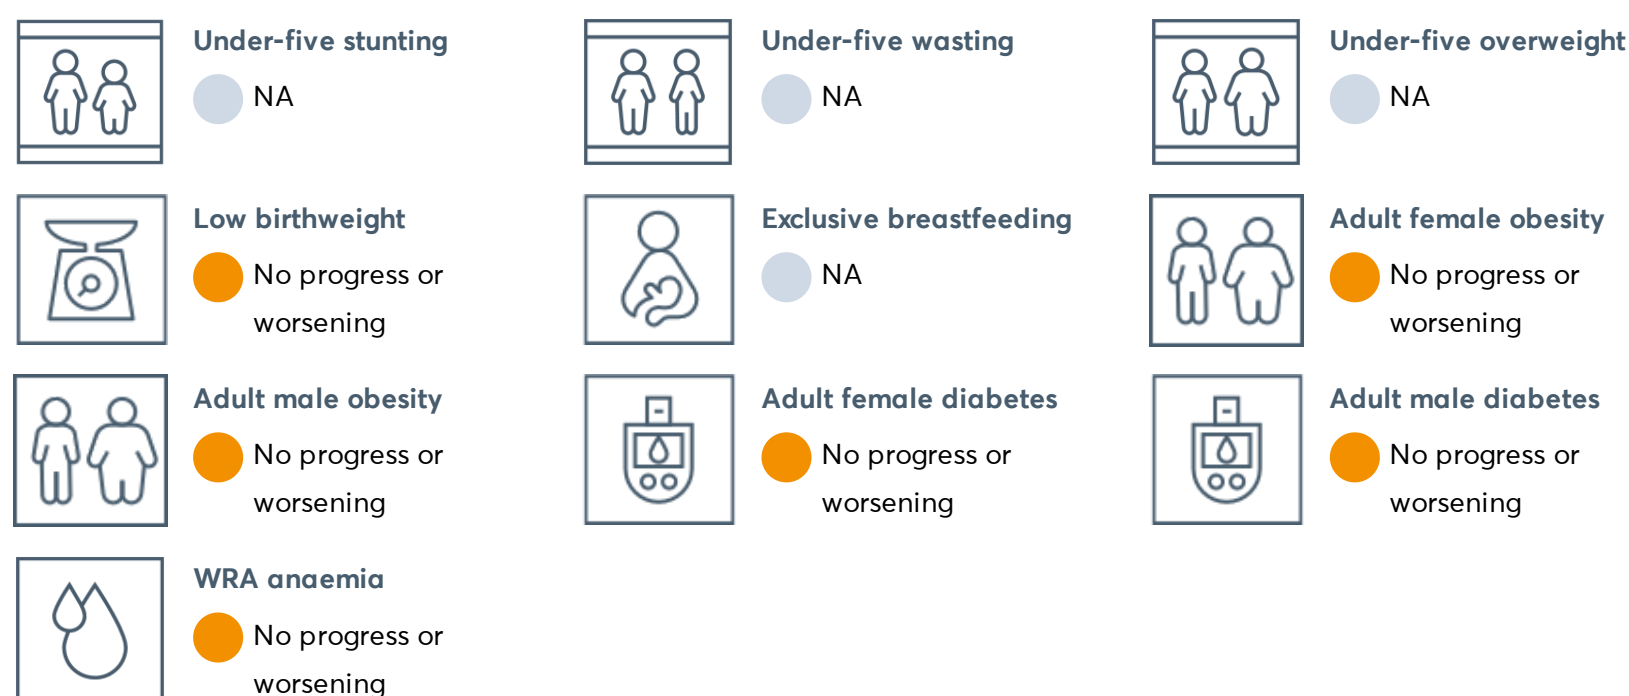 Under-five stunting
NA
Under-five wasting
NA
Under-five overweight
NA
Low birthweight
No progress or
worsening
Exclusive breastfeeding
NA
Adult female obesity
No progress or
worsening
Adult male obesity
No progress or
worsening
Adult female diabetes
No progress or
worsening
Adult male diabetes
No progress or
worsening
WRA anaemia
No progress or
worsening